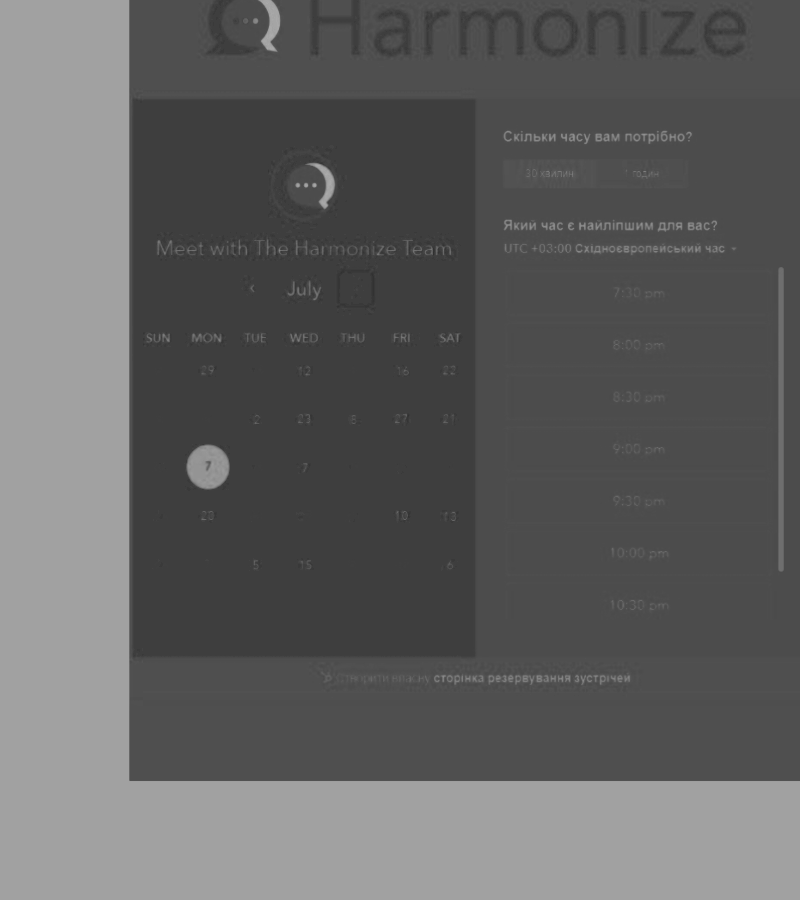 Harmonize
Meet with The Harmonize Team
‹ July
SUN MON TUE WED THU FRI SAT
29 12 16 22
2 23 8 27 21
7 7
20 10 13
5 15 6
Скільки часу вам потрібно?
30 хвилин 1 годин
Який час є найліпшим для вас?
UTC +03:00 Східноєвропейський час
7:30 pm
8:00 pm
8:30 pm
9:00 pm
9:30 pm
10:00 pm
10:30 pm
Створити власну сторінка резервування зустрічей